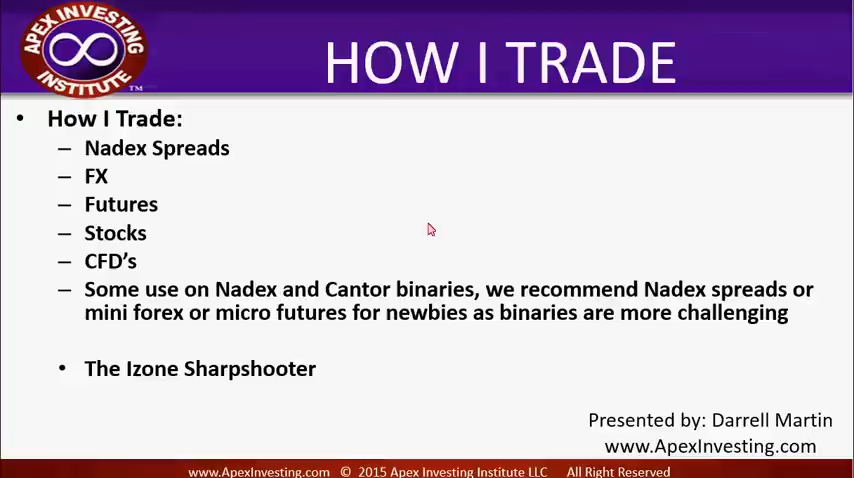 APEX INVESTING
INSTITUTE
TM
HOW I TRADE
• How I Trade:
– Nadex Spreads
– FX
– Futures
– Stocks
– CFD's
– Some use on Nadex and Cantor binaries, we recommend Nadex spreads or
mini forex or micro futures for newbies as binaries are more challenging
• The Izone Sharpshooter
Presented by: Darrell Martin
www.ApexInvesting.com
www.ApexInvesting.com © 2015 Apex Investing Institute LLC All Right Reserved